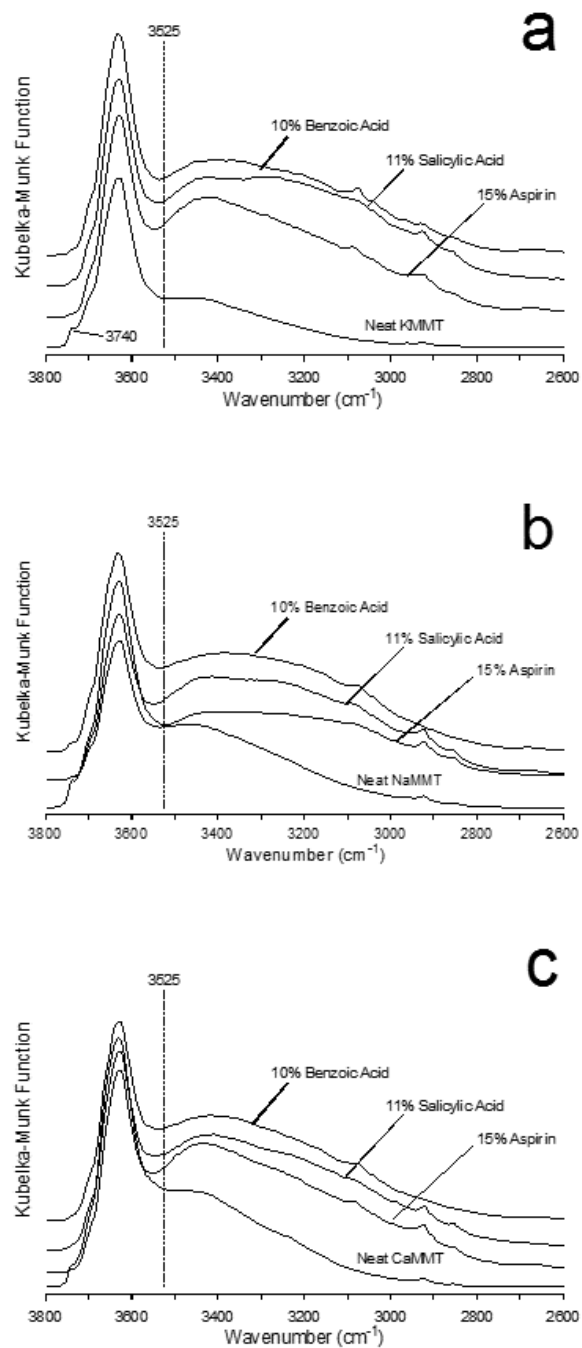 a
3525
10% Benzoic Acid
11% Salicylic Acid
15% Aspirin
Neat KMMT
3740
Kubelka-Munk Function
3800 3600 3400 3200 3000 2800 2600
Wavenumber (cm⁻¹)
b
3525
10% Benzoic Acid
11% Salicylic Acid
15% Aspirin
Neat NaMMT
Kubelka-Munk Function
3800 3600 3400 3200 3000 2800 2600
Wavenumber (cm⁻¹)
c
3525
10% Benzoic Acid
11% Salicylic Acid
15% Aspirin
Neat CaMMT
Kubelka-Munk Function
3800 3600 3400 3200 3000 2800 2600
Wavenumber (cm⁻¹)